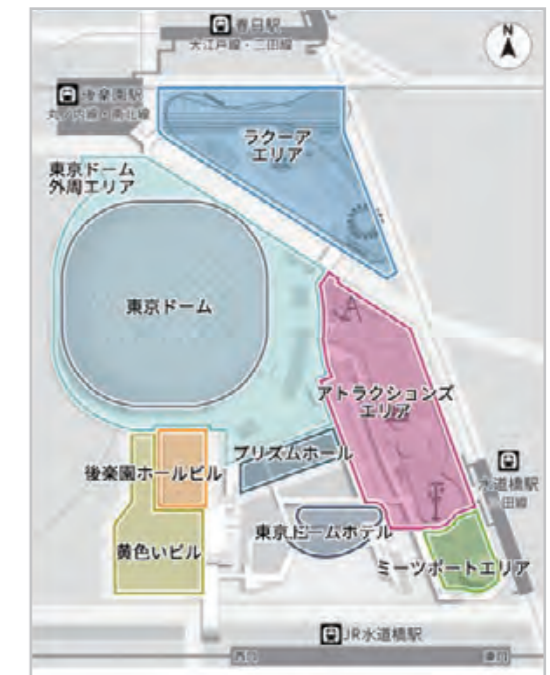 春日駅
大江戸線・三田線
N
後楽園駅
丸ノ内線・南北線
ラクーア
エリア
東京ドーム
外周エリア
東京ドーム
アトラクションズ
エリア
プリズムホール
後楽園ホールビル
水道橋駅
田線
東京ドームホテル
黄色いビル
ミーツポートエリア
JR水道橋駅
西口
東口